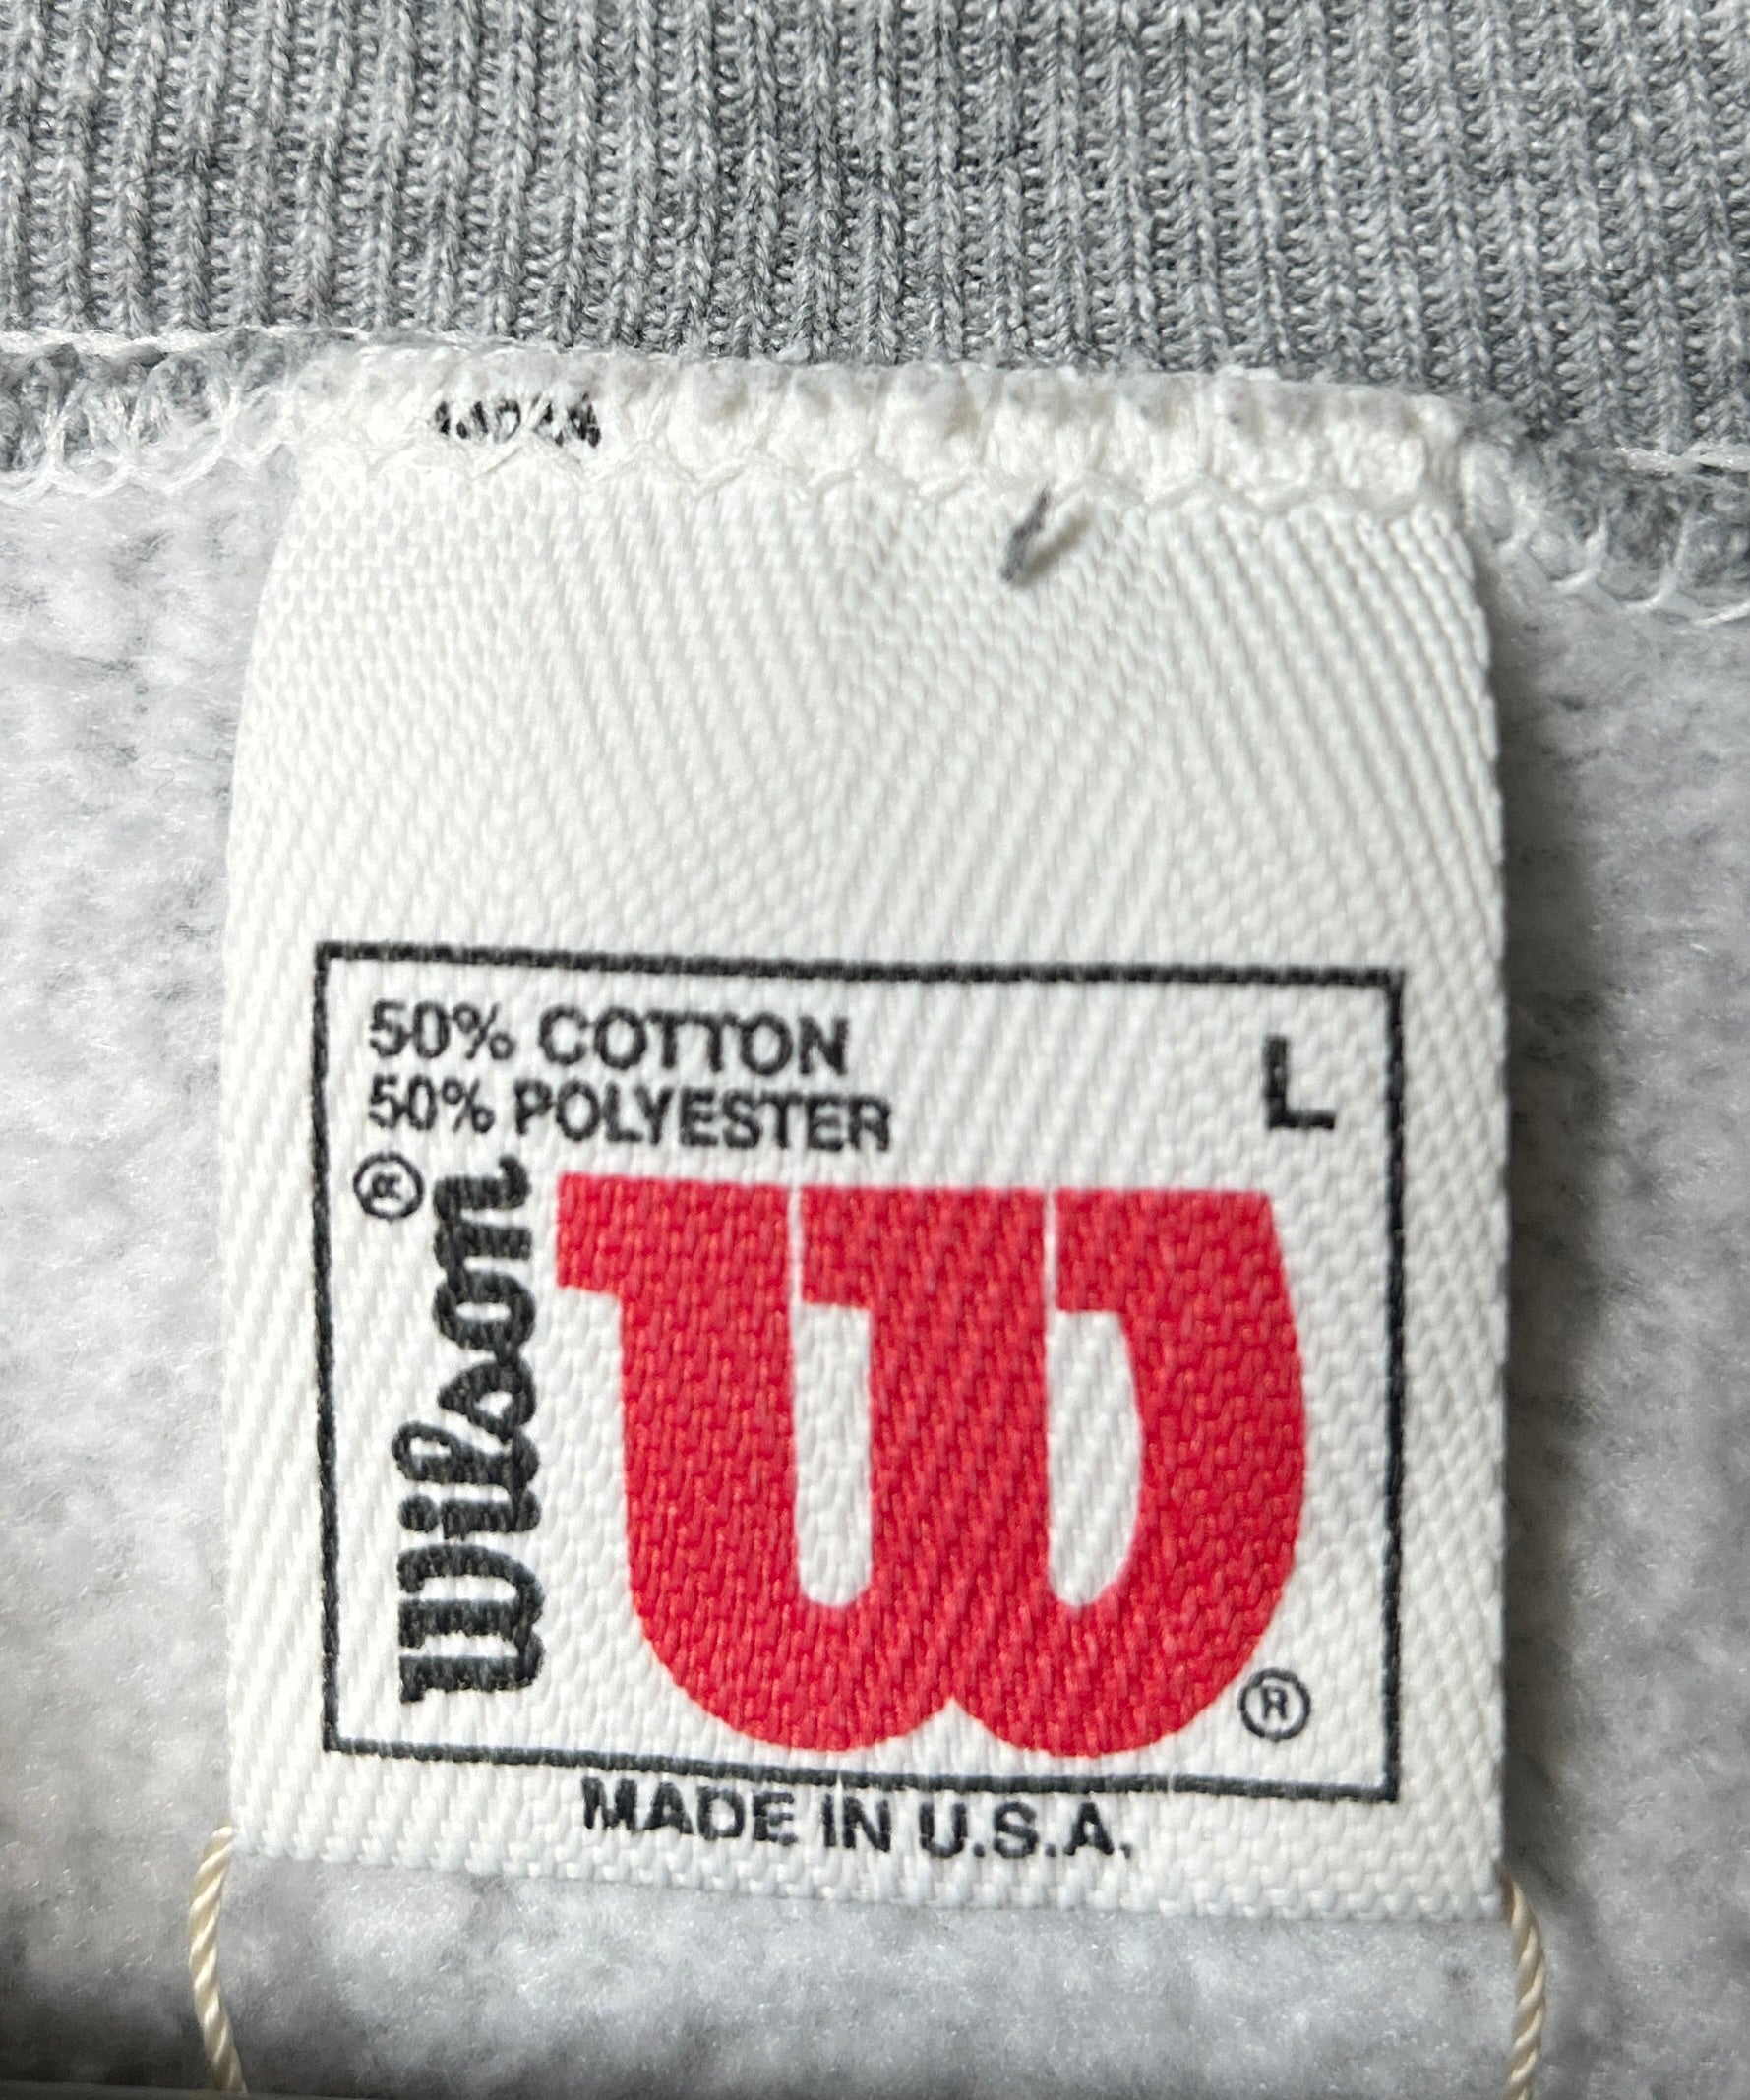 50% COTTON
50% POLYESTER
L
Wilson®
W
®
MADE IN U.S.A.